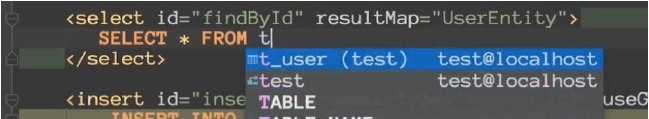 <select id="findById" resultMap="UserEntity">
SELECT * FROM t
</select>
t_user (test) test@localhost
test test@localhost
<insert id="inse
TABLE
useG
INSERT INTO